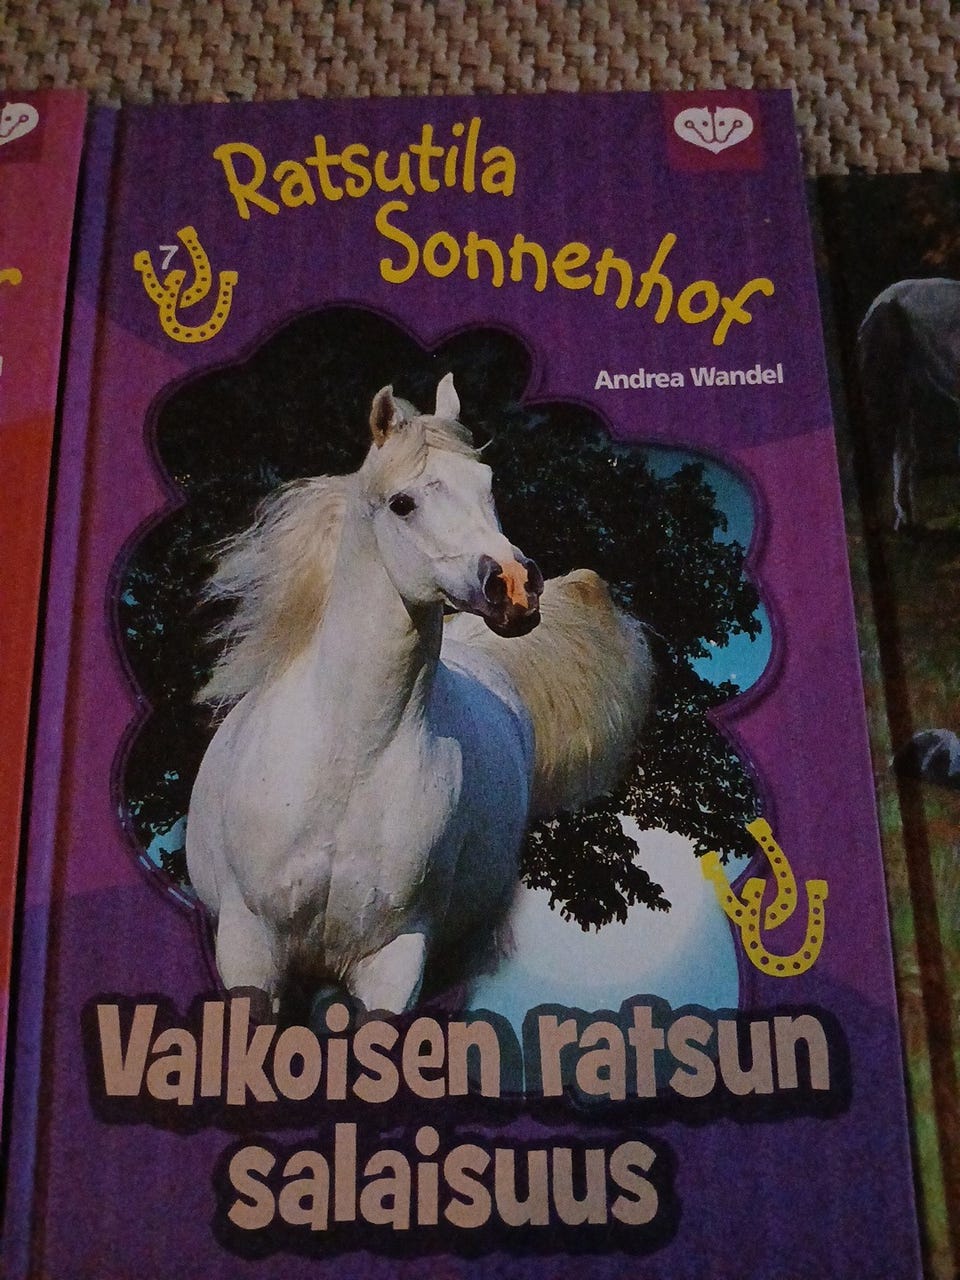 Ratsutila
Sonnenhof
7
Andrea Wandel
Valkoisen ratsun
salaisuus